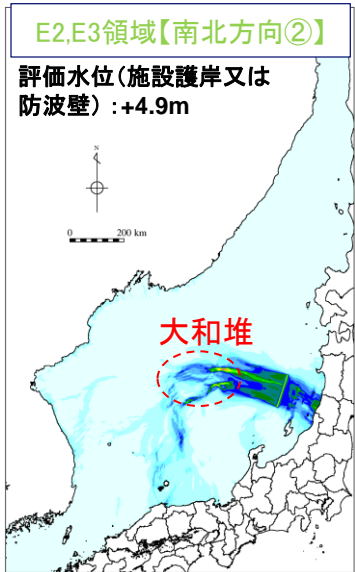 E2,E3領域【南北方向②】
評価水位(施設護岸又は
防波壁）:+4.9m
N
0 200 km
大和堆